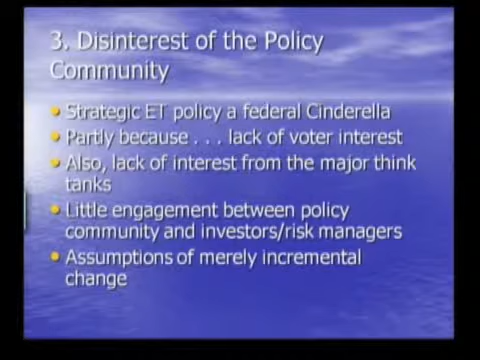 3. Disinterest of the Policy
Community
• Strategic ET policy a federal Cinderella
• Partly because . . . lack of voter interest
• Also, lack of interest from the major think
tanks
• Little engagement between policy
community and investors/risk managers
• Assumptions of merely incremental
change